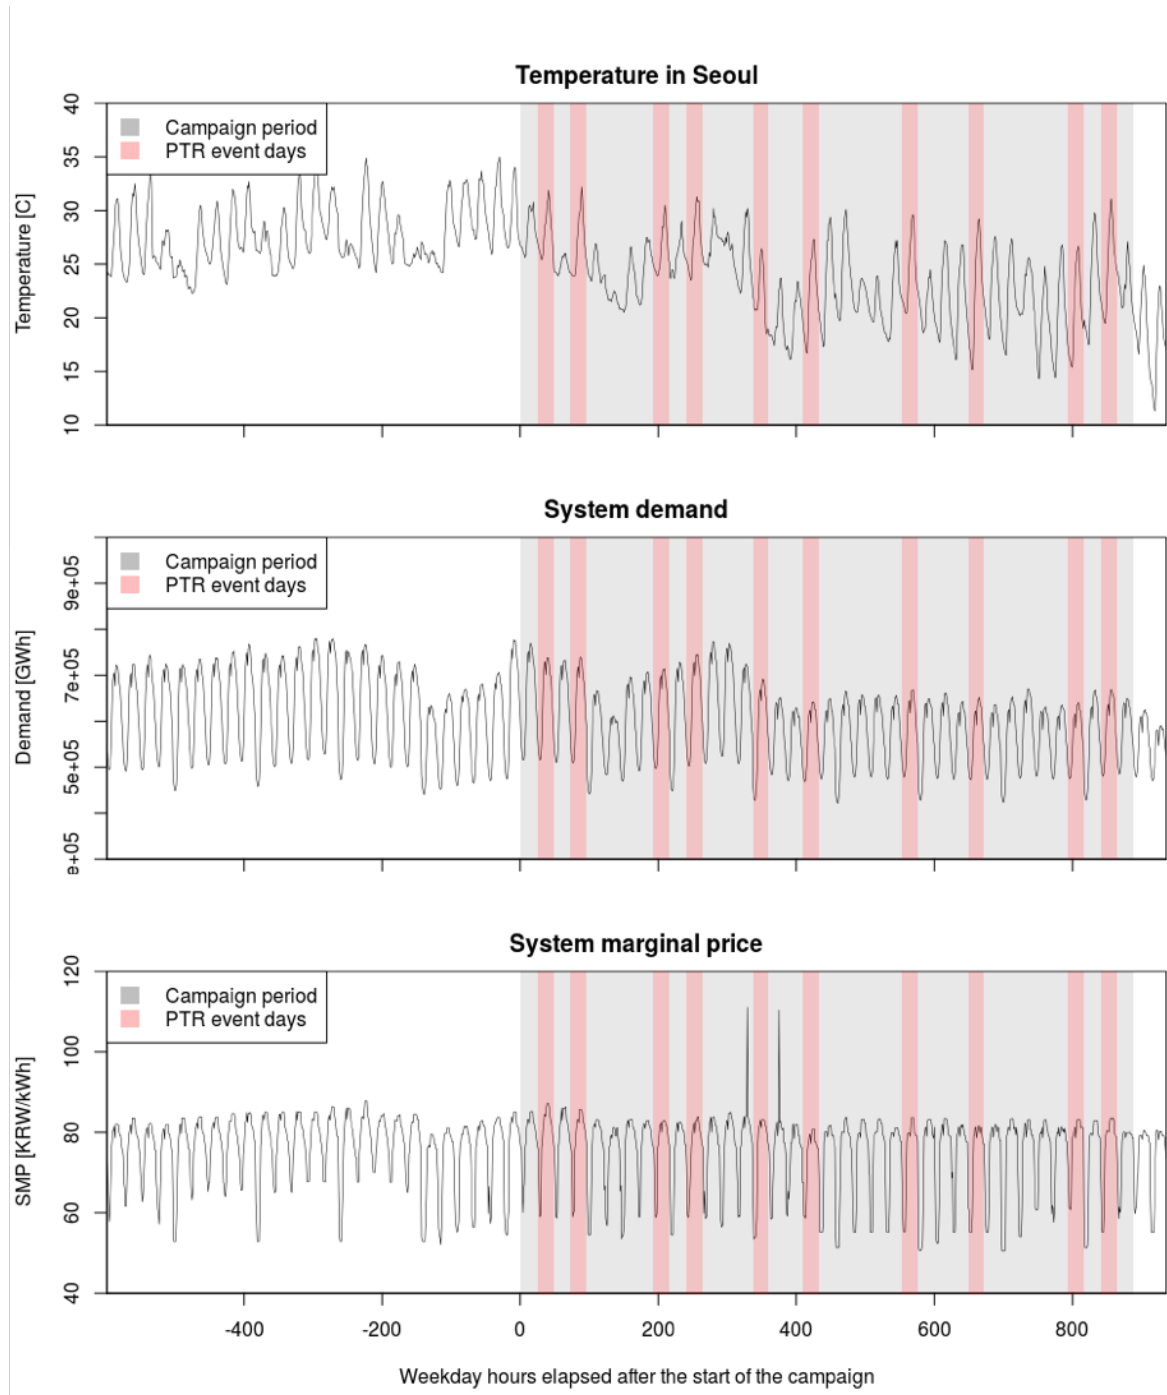 Temperature in Seoul
Campaign period
PTR event days
Temperature [C]
40
35
30
25
20
15
10
System demand
Campaign period
PTR event days
Demand [GWh]
9e+05
7e+05
5e+05
System marginal price
Campaign period
PTR event days
SMP [KRW/kWh]
120
100
80
60
40
-400 -200 0 200 400 600 800
Weekday hours elapsed after the start of the campaign